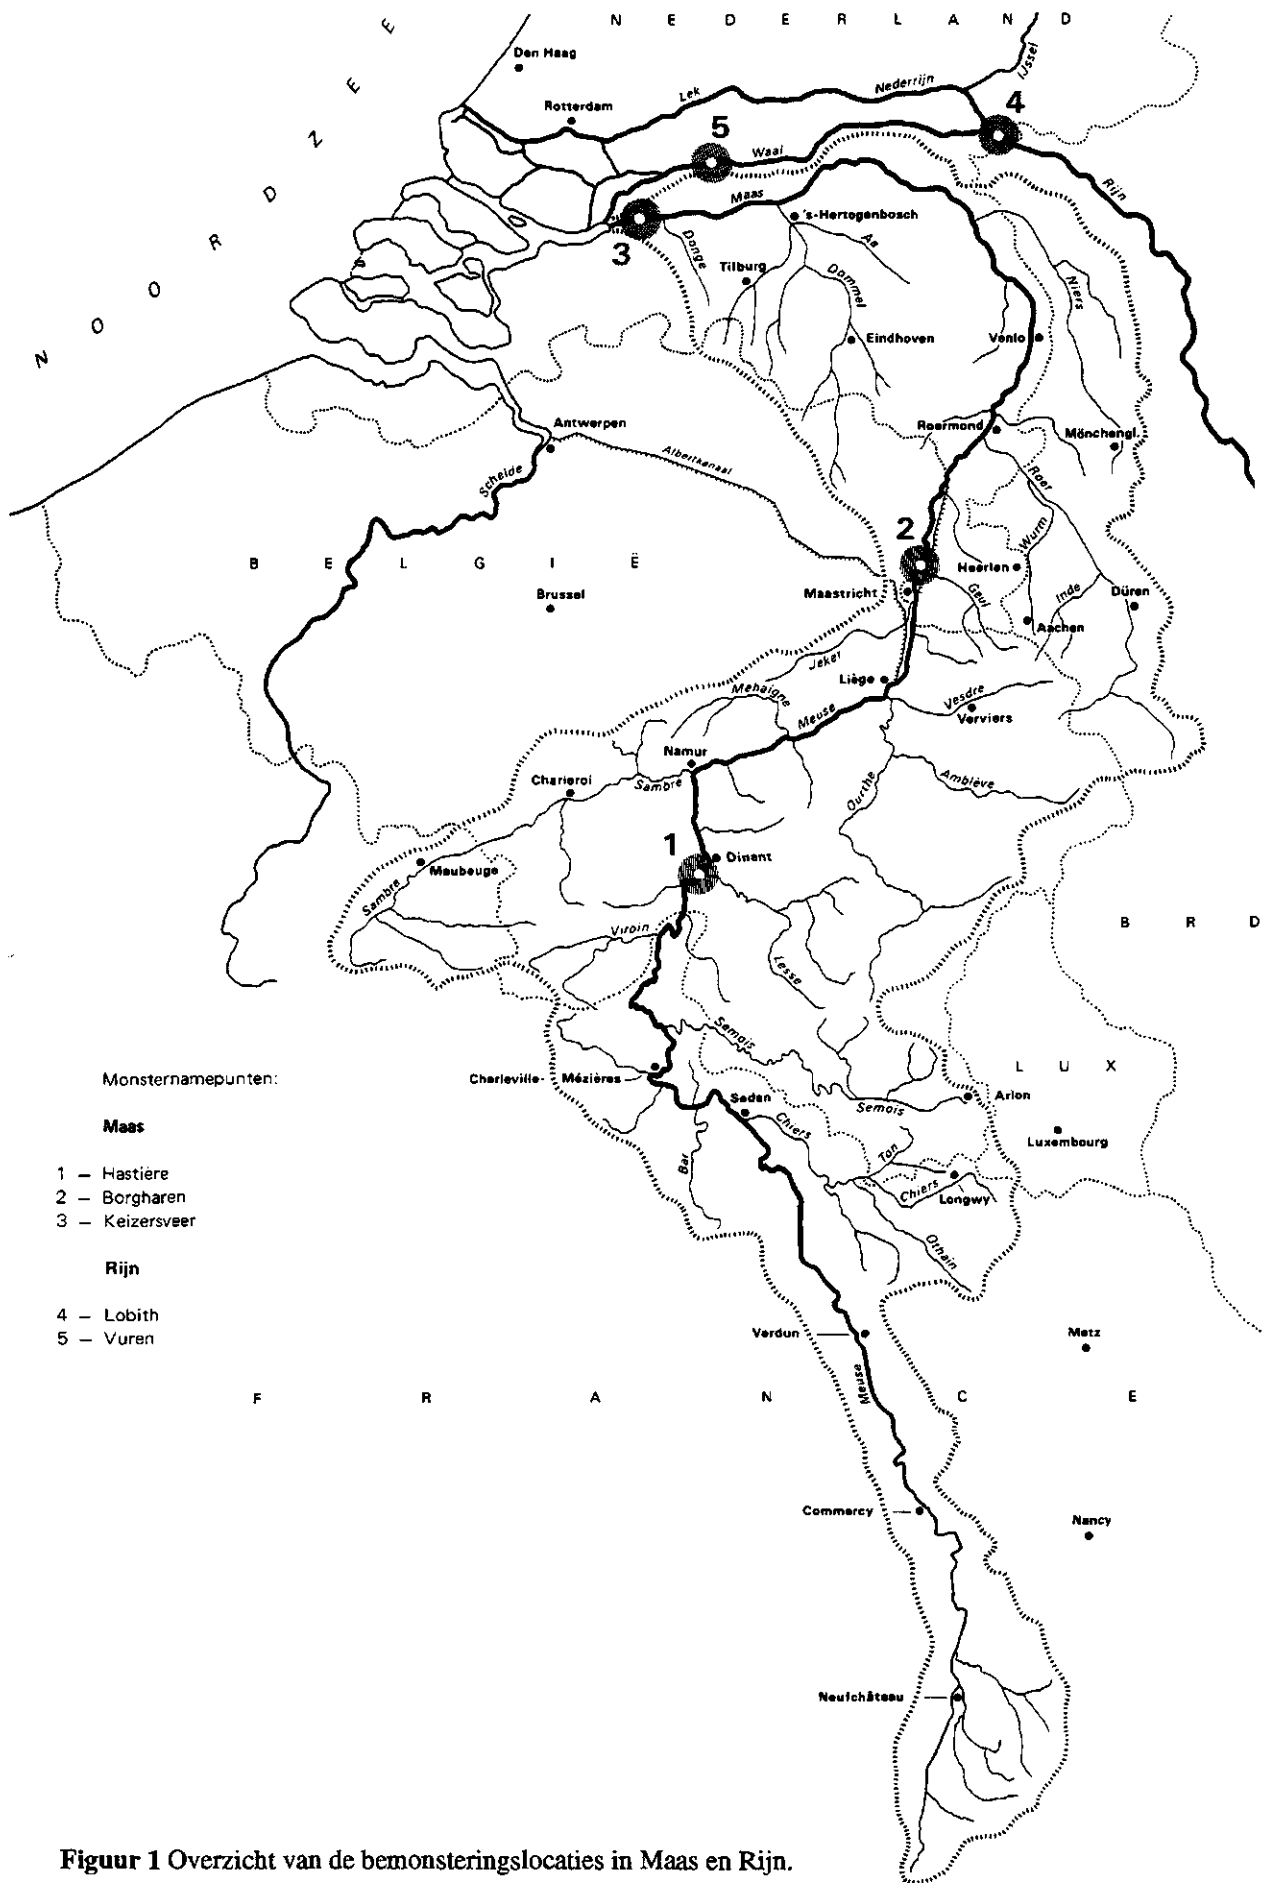 N E D E R L A N D
N O R D Z E E
Den Haag
Rotterdam
Lek
Nederrijn
IJssel
4
5
Waal
Rijn
Maas
3
's-Hertogenbosch
Aa
Donge
Tilburg
Dommel
Niers
Eindhoven
Venlo
Antwerpen
Roermond
Mönchengl.
Albertkanaal
Schelde
Roer
2
Wurm
B E L G I Ë
Heerlen
Brussel
Maastricht
Geul
Inde
Düren
Aachen
Jeker
Liège
Mehaigne
Vesdre
Meuse
Verviers
Namur
Charleroi
Sambre
Ourthe
Amblève
1
Dinant
Maubeuge
Sambre
B R D
Viroin
Lesse
Semois
L U X
Monsternamepunten:
Charleville- Mézières
Sedan
Semois
Arlon
Maas
Chiers
Luxembourg
Ton
Bar
1 – Hastière
Chiers
2 – Borgharen
Longwy
3 – Keizersveer
Othain
Rijn
4 – Lobith
5 – Vuren
Verdun
Metz
Meuse
F R A N C E
Commercy
Nancy
Neufchâteau
Figuur 1 Overzicht van de bemonsteringslocaties in Maas en Rijn.